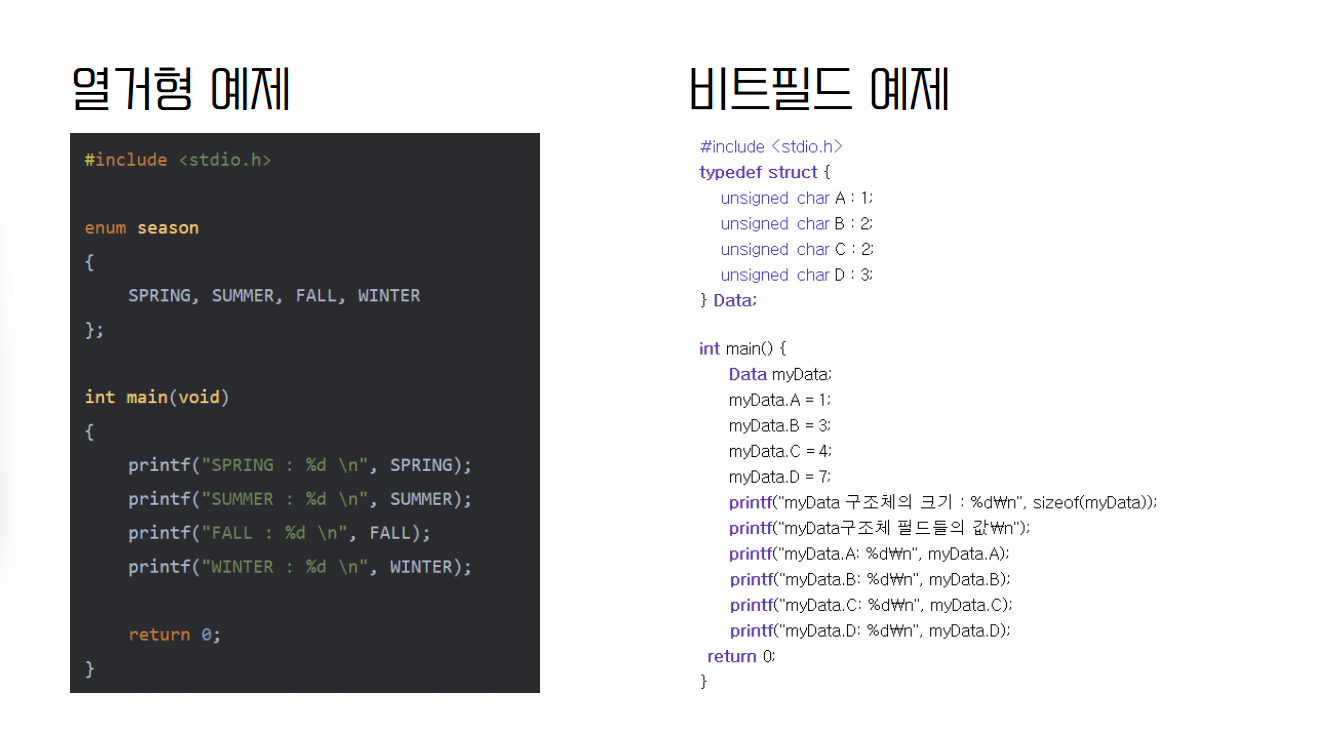 열거형 예제
#include <stdio.h>
enum season
{
SPRING, SUMMER, FALL, WINTER
};
int main(void)
{
printf("SPRING : %d \n", SPRING);
printf("SUMMER : %d \n", SUMMER);
printf("FALL : %d \n", FALL);
printf("WINTER : %d \n", WINTER);
return 0;
}
비트필드 예제
#include <stdio.h>
typedef struct {
unsigned char A : 1;
unsigned char B : 2;
unsigned char C : 2;
unsigned char D : 3;
} Data;
int main() {
Data myData;
myData.A = 1;
myData.B = 3;
myData.C = 4;
myData.D = 7;
printf("myData 구조체의 크기 : %d₩n", sizeof(myData));
printf("myData구조체 필드들의 값₩n");
printf("myData.A: %d₩n", myData.A);
printf("myData.B: %d₩n", myData.B);
printf("myData.C: %d₩n", myData.C);
printf("myData.D: %d₩n", myData.D);
return 0;
}